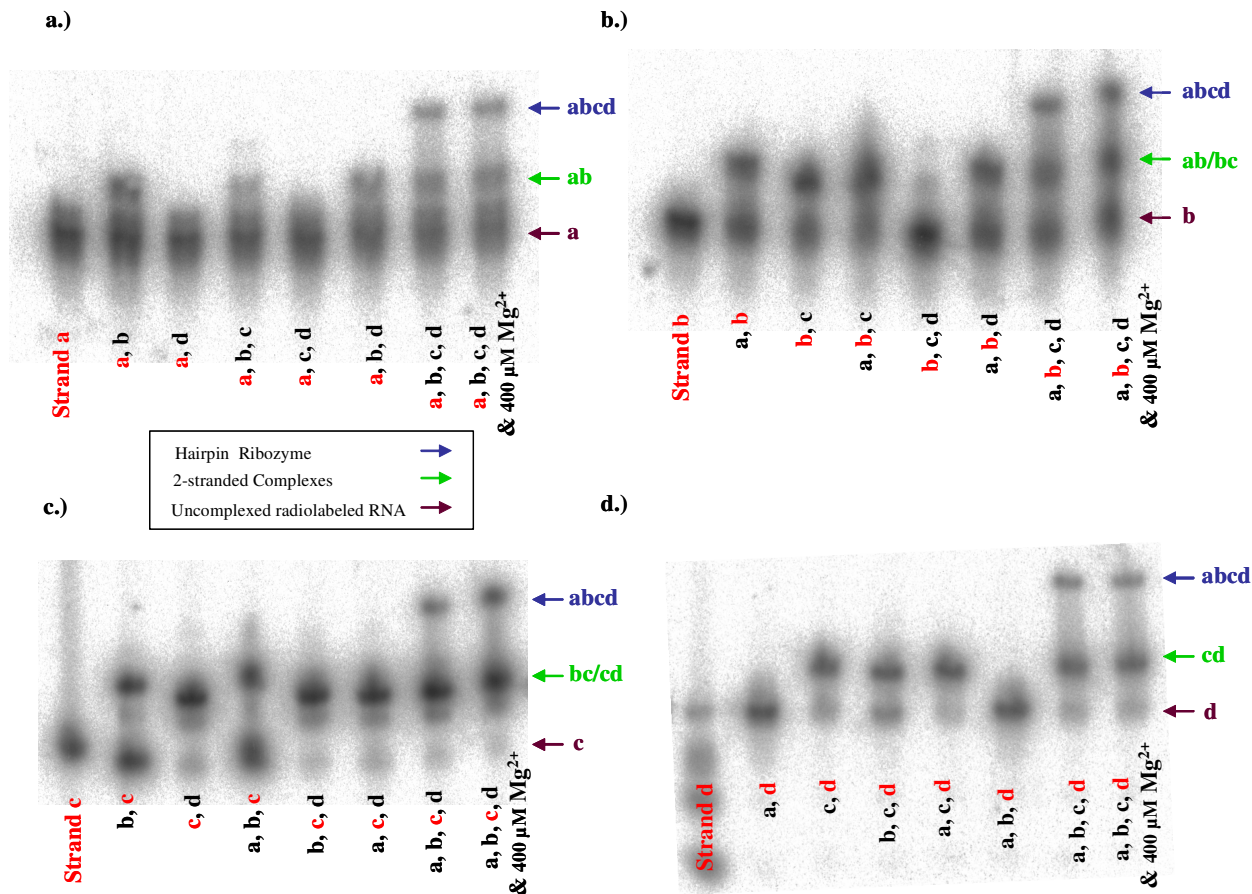 a.)
abcd
ab
a
Strand a
a, b
a, d
a, b, c
a, c, d
a, b, d
a, b, c, d
a, b, c, d
& 400 μM Mg2+
b.)
abcd
ab/bc
b
Strand b
a, b
b, c
a, b, c
b, c, d
a, b, d
a, b, c, d
a, b, c, d
& 400 μM Mg2+
Hairpin Ribozyme
2-stranded Complexes
Uncomplexed radiolabeled RNA
c.)
abcd
bc/cd
c
Strand c
b, c
c, d
a, b, c
b, c, d
a, c, d
a, b, c, d
a, b, c, d
& 400 μM Mg2+
d.)
abcd
cd
d
Strand d
a, d
c, d
b, c, d
a, c, d
a, b, d
a, b, c, d
a, b, c, d
& 400 μM Mg2+